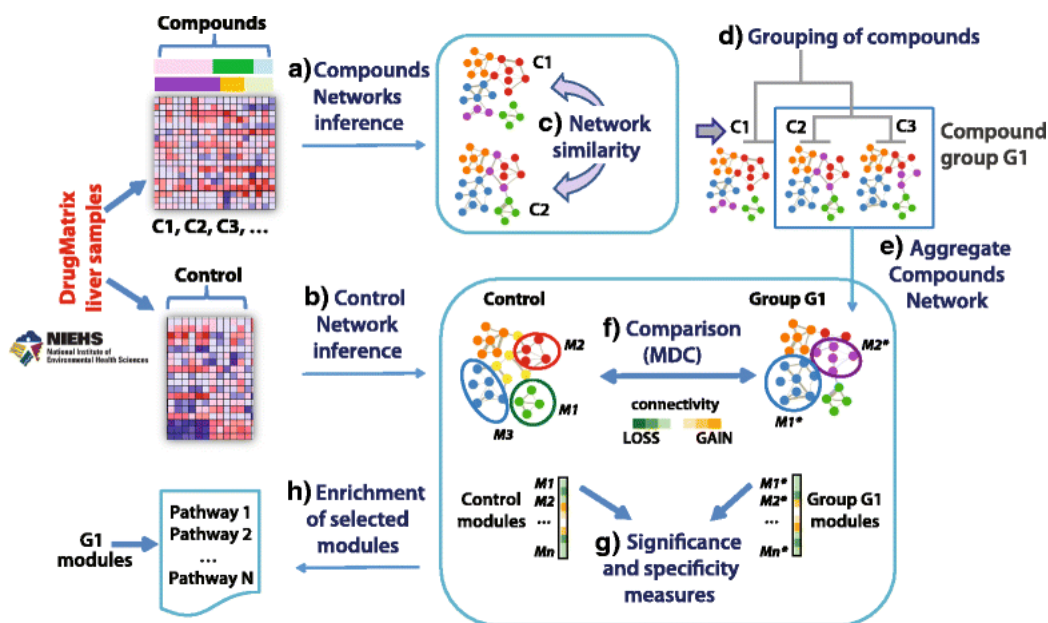 Compounds
a) Compounds
Networks
inference
C1, C2, C3, ...
DrugMatrix
liver samples
C1
c) Network
similarity
C2
d) Grouping of compounds
C1
C2
C3
Compound
group G1
e) Aggregate
Compounds
Network
Control
NIEHS
National Institute of
Environmental Health Sciences
b) Control
Network
inference
Control
Group G1
M2
M1
M3
f) Comparison
(MDC)
connectivity
LOSS
GAIN
M2*
M1*
Control
modules
M1
M2
...
Mn
g) Significance
and specificity
measures
M1*
M2*
...
Mn*
Group G1
modules
h) Enrichment
of selected
modules
G1
modules
Pathway 1
Pathway 2
...
Pathway N